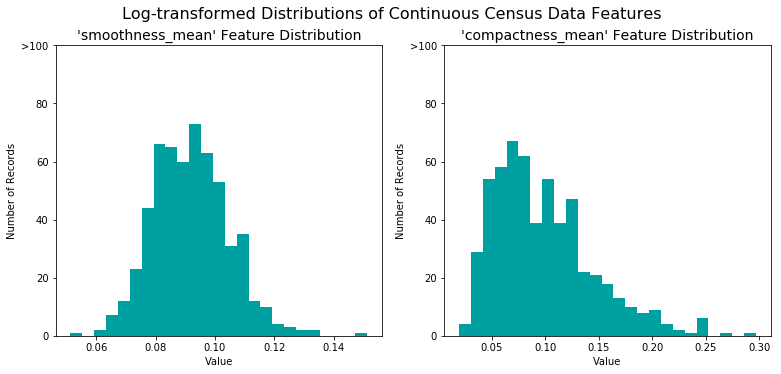 Log-transformed Distributions of Continuous Census Data Features
'smoothness_mean' Feature Distribution
Number of Records
>100
80
60
40
20
0
0.06 0.08 0.10 0.12 0.14
Value
'compactness_mean' Feature Distribution
Number of Records
>100
80
60
40
20
0
0.05 0.10 0.15 0.20 0.25 0.30
Value